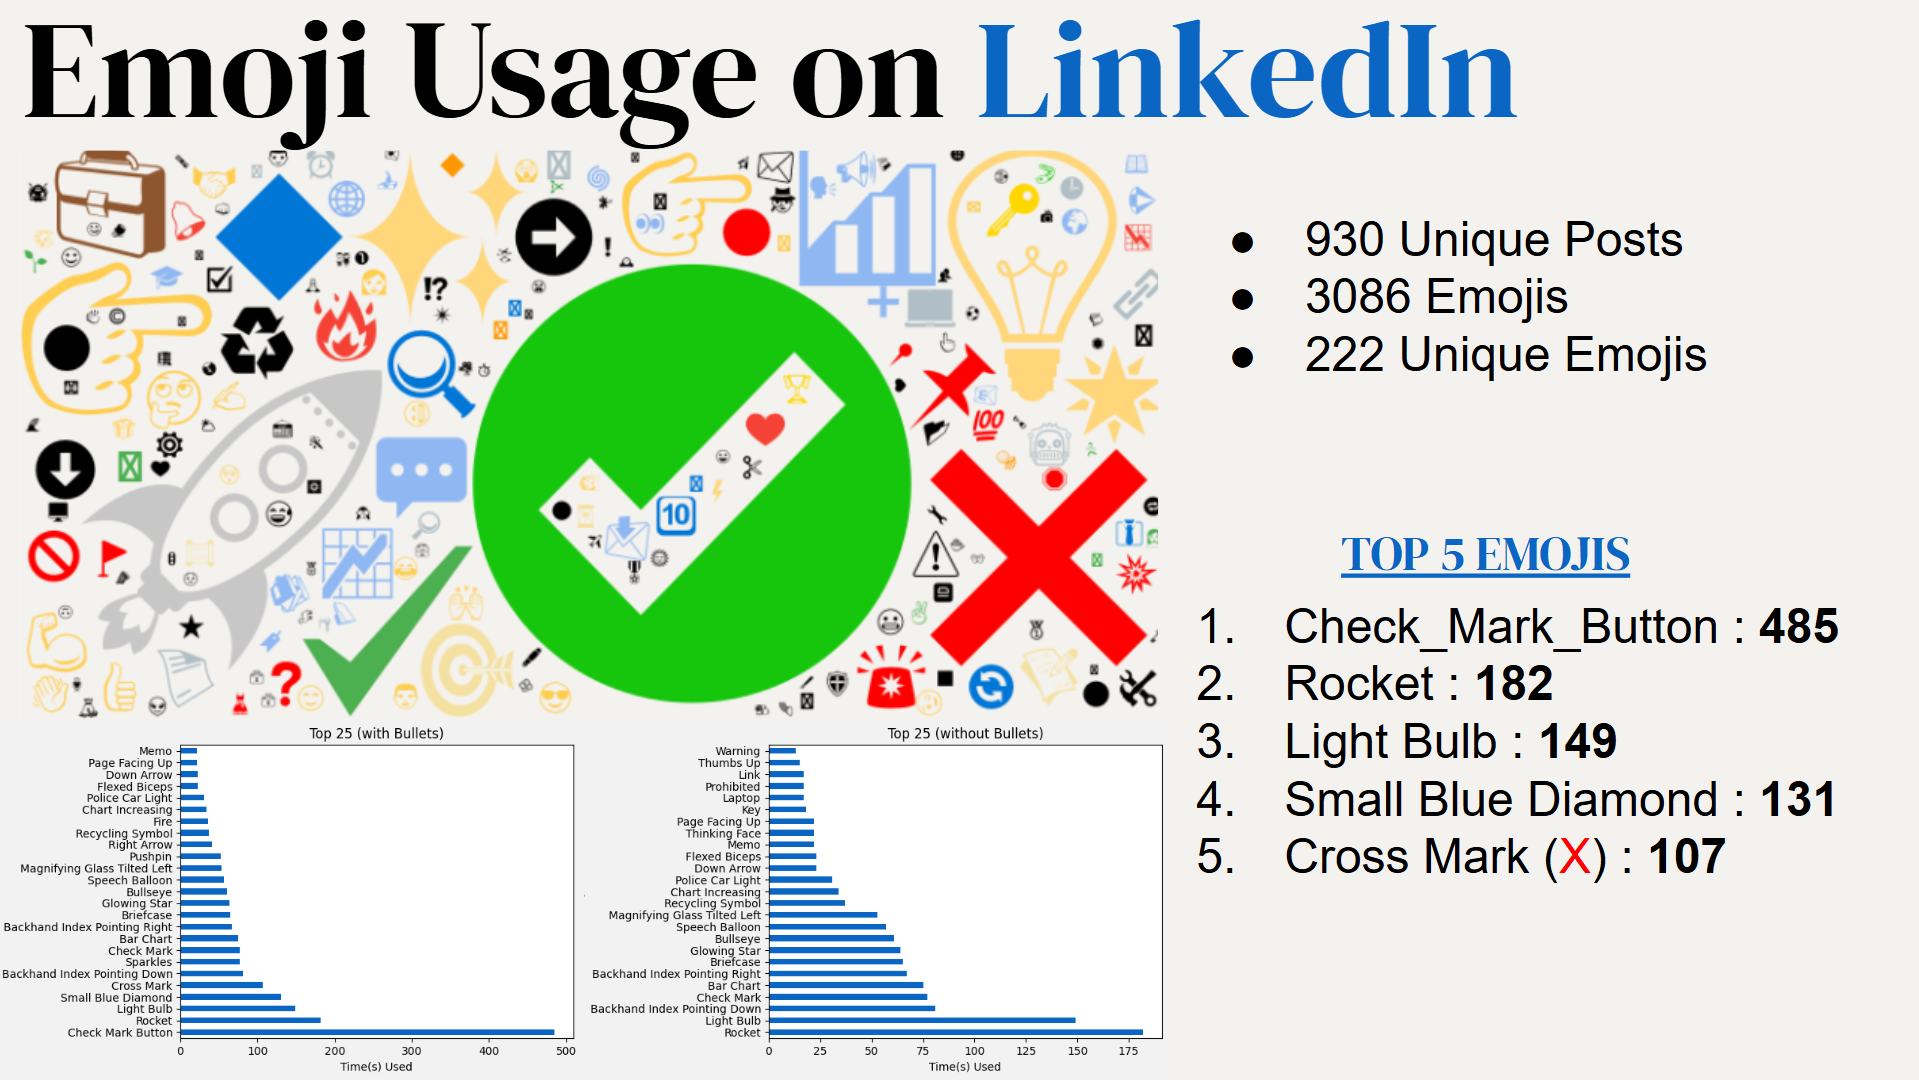 Emoji Usage on LinkedIn
!?
100
10
● 930 Unique Posts
● 3086 Emojis
● 222 Unique Emojis
TOP 5 EMOJIS
1. Check_Mark_Button : 485
2. Rocket : 182
3. Light Bulb : 149
4. Small Blue Diamond : 131
5. Cross Mark (X) : 107
Top 25 (with Bullets)
Memo
Page Facing Up
Down Arrow
Flexed Biceps
Police Car Light
Chart Increasing
Fire
Recycling Symbol
Right Arrow
Pushpin
Magnifying Glass Tilted Left
Speech Balloon
Bullseye
Glowing Star
Briefcase
Backhand Index Pointing Right
Bar Chart
Check Mark
Sparkles
Backhand Index Pointing Down
Cross Mark
Small Blue Diamond
Light Bulb
Rocket
Check Mark Button
0 100 200 300 400 500
Time(s) Used
Top 25 (without Bullets)
Warning
Thumbs Up
Link
Prohibited
Laptop
Key
Page Facing Up
Thinking Face
Memo
Flexed Biceps
Down Arrow
Police Car Light
Chart Increasing
Recycling Symbol
Magnifying Glass Tilted Left
Speech Balloon
Bullseye
Glowing Star
Briefcase
Backhand Index Pointing Right
Bar Chart
Check Mark
Backhand Index Pointing Down
Light Bulb
Rocket
0 25 50 75 100 125 150 175
Time(s) Used